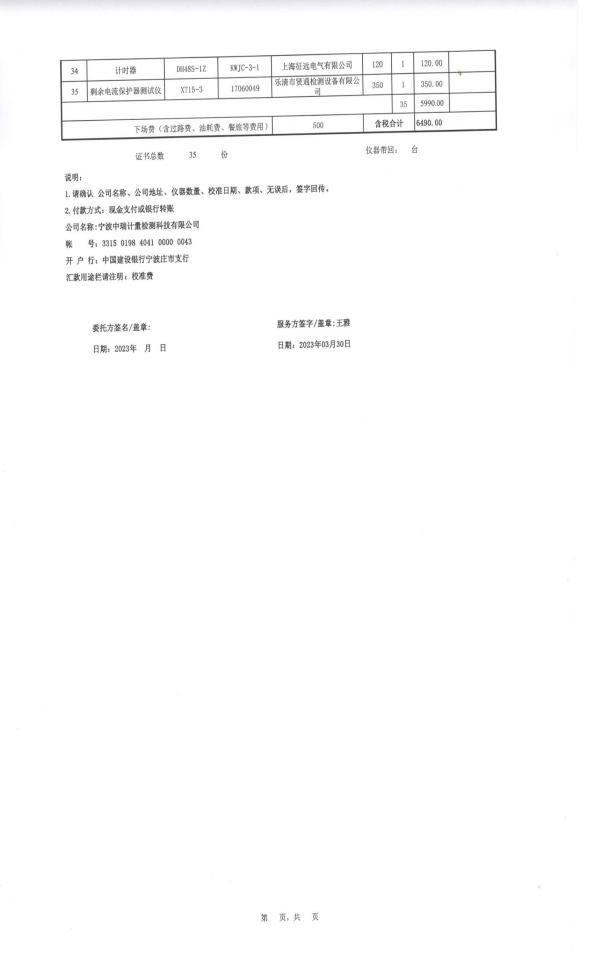 34 计时器 DH48S-1Z KWJC-3-1 上海征远电气有限公司 120 1 120.00
35 剩余电流保护器测试仪 X715-3 17060049 乐清市贤通检测设备有限公司 350 1 350.00
35 5990.00
下场费（含过路费、油耗费、餐旅等费用） 500 含税合计 6490.00
证书总数 35 份 仪器带回： 台
说明：
1.请确认 公司名称、公司地址、仪器数量、校准日期、款项、无误后，签字回传。
2.付款方式：现金支付或银行转账
公司名称:宁波中瑞计量检测科技有限公司
账 号：3315 0198 4041 0000 0043
开 户 行：中国建设银行宁波庄市支行
汇款用途栏请注明：校准费
委托方签名/盖章: 服务方签字/盖章:王雅
日期：2023年 月 日 日期：2023年03月30日
第 页，共 页